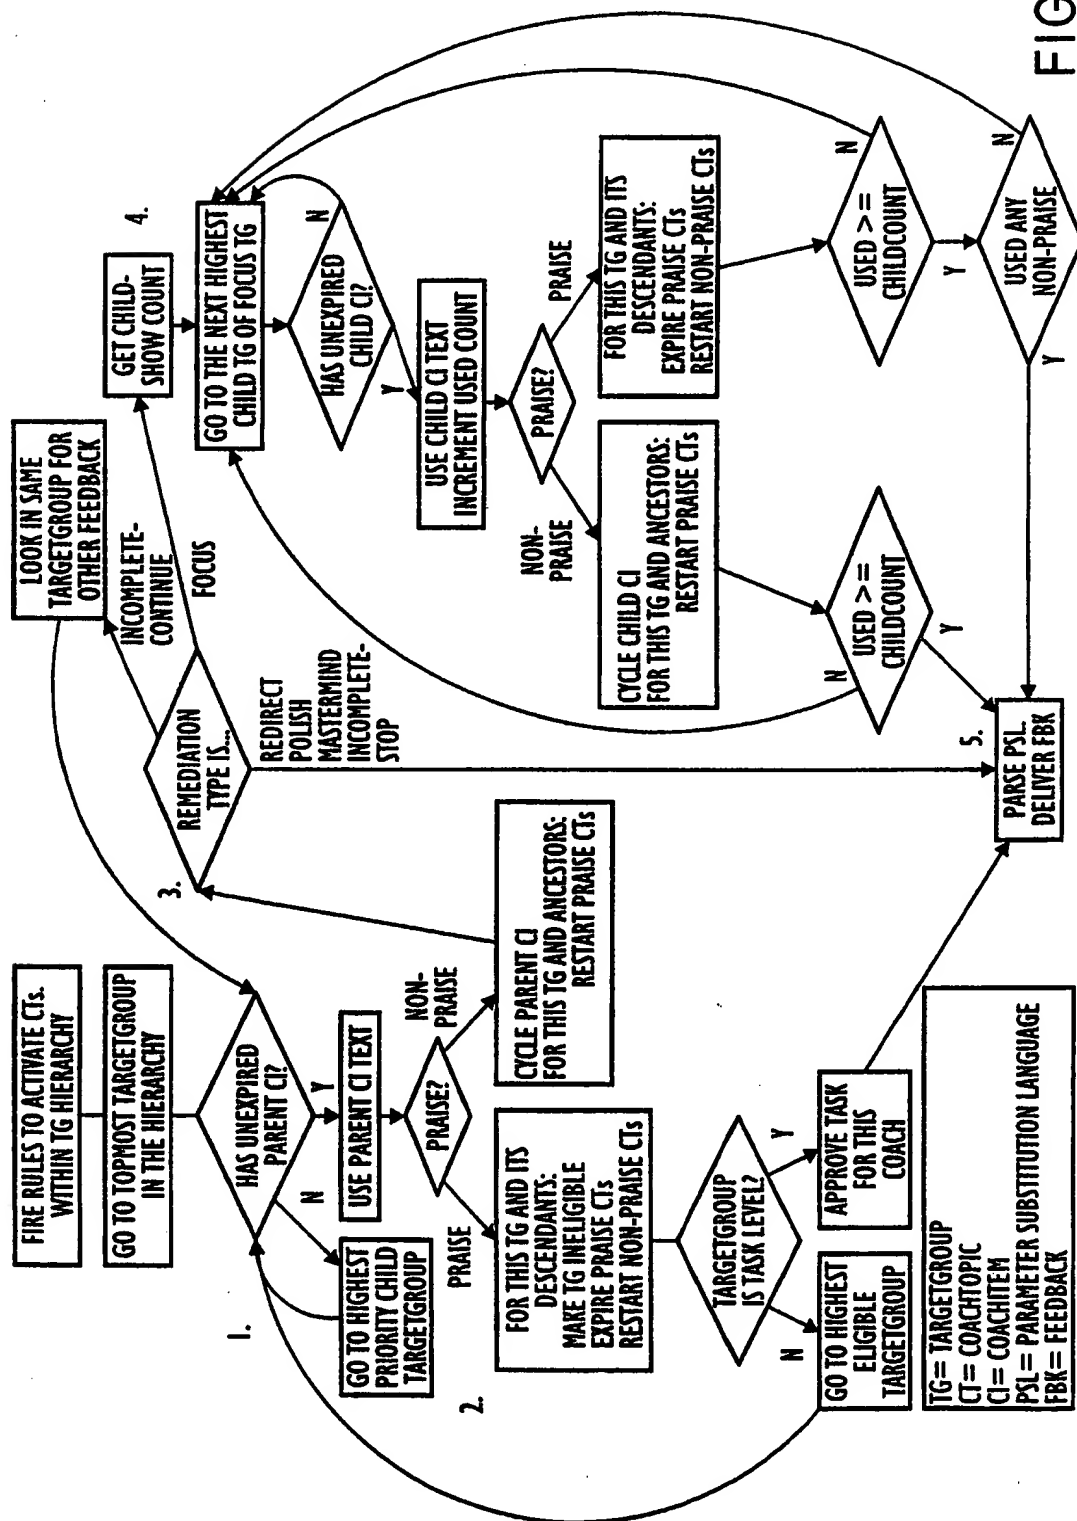 FIRE RULES TO ACTIVATE CTs.
WITHIN TG HIERARCHY
GO TO TOPMOST TARGETGROUP
IN THE HIERARCHY
1.
HAS UNEXPIRED
PARENT CI?
N
Y
GO TO HIGHEST
PRIORITY CHILD
TARGETGROUP
USE PARENT CI TEXT
2.
PRAISE?
PRAISE
NON-
PRAISE
FOR THIS TG AND ITS
DESCENDANTS:
MAKE TG INELIGIBLE
EXPIRE PRAISE CTs
RESTART NON-PRAISE CTs
CYCLE PARENT CI
FOR THIS TG AND ANCESTORS:
RESTART PRAISE CTs
TARGETGROUP
IS TASK LEVEL?
N
Y
GO TO HIGHEST
ELIGIBLE
TARGETGROUP
APPROVE TASK
FOR THIS
COACH
TG= TARGETGROUP
CT= COACHTOPIC
CI= COACHITEM
PSL= PARAMETER SUBSTITUTION LANGUAGE
FBK= FEEDBACK
3.
REMEDIATION
TYPE IS...
LOOK IN SAME
TARGETGROUP FOR
OTHER FEEDBACK
INCOMPLETE-
CONTINUE
FOCUS
REDIRECT
POLISH
MASTERMIND
INCOMPLETE-
STOP
4.
GET CHILD-
SHOW COUNT
GO TO THE NEXT HIGHEST
CHILD TG OF FOCUS TG
HAS UNEXPIRED
CHILD CI?
N
Y
USE CHILD CI TEXT
INCREMENT USED COUNT
PRAISE?
NON-
PRAISE
PRAISE
CYCLE CHILD CI
FOR THIS TG AND ANCESTORS:
RESTART PRAISE CTs
FOR THIS TG AND ITS
DESCENDANTS:
EXPIRE PRAISE CTs
RESTART NON-PRAISE CTs
USED >=
CHILDCOUNT
N
Y
USED >=
CHILDCOUNT
N
Y
USED ANY
NON-PRAISE
N
Y
5.
PARSE PSL.
DELIVER FBK
FIG